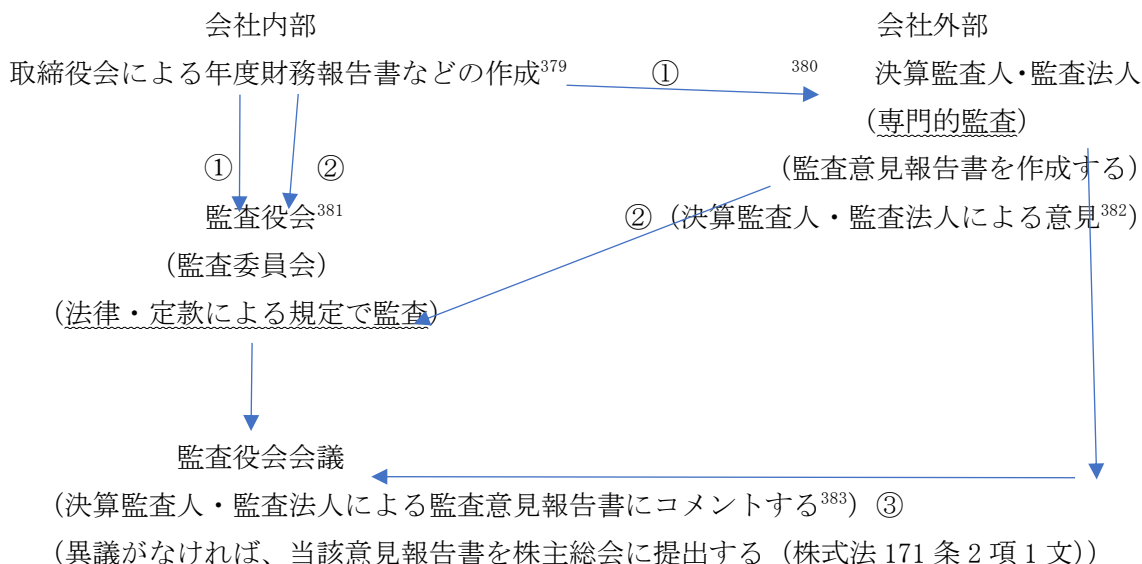 会社内部 会社外部
取締役会による年度財務報告書などの作成379 ① 380 決算監査人・監査法人
(専門的監査)
① ② (監査意見報告書を作成する)
監査役会381 ② (決算監査人・監査法人による意見382)
(監査委員会)
(法律・定款による規定で監査)
監査役会会議
(決算監査人・監査法人による監査意見報告書にコメントする383) ③
(異議がなければ、当該意見報告書を株主総会に提出する (株式法 171 条 2 項 1 文))